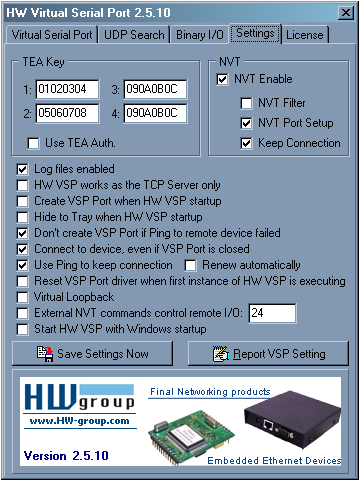 HW Virtual Serial Port 2.5.10
Virtual Serial Port UDP Search Binary I/O Settings License
TEA Key
1: 01020304 3: 090A0B0C
2: 05060708 4: 090A0B0C
Use TEA Auth.
NVT
NVT Enable
NVT Filter
NVT Port Setup
Keep Connection
Log files enabled
HW VSP works as the TCP Server only
Create VSP Port when HW VSP startup
Hide to Tray when HW VSP startup
Don't create VSP Port if Ping to remote device failed
Connect to device, even if VSP Port is closed
Use Ping to keep connection Renew automatically
Reset VSP Port driver when first instance of HW VSP is executing
Virtual Loopback
External NVT commands control remote I/O: 24
Start HW VSP with Windows startup
Save Settings Now Report VSP Setting
HW group
www.HW-group.com
Version 2.5.10
Final Networking products
Embedded Ethernet Devices